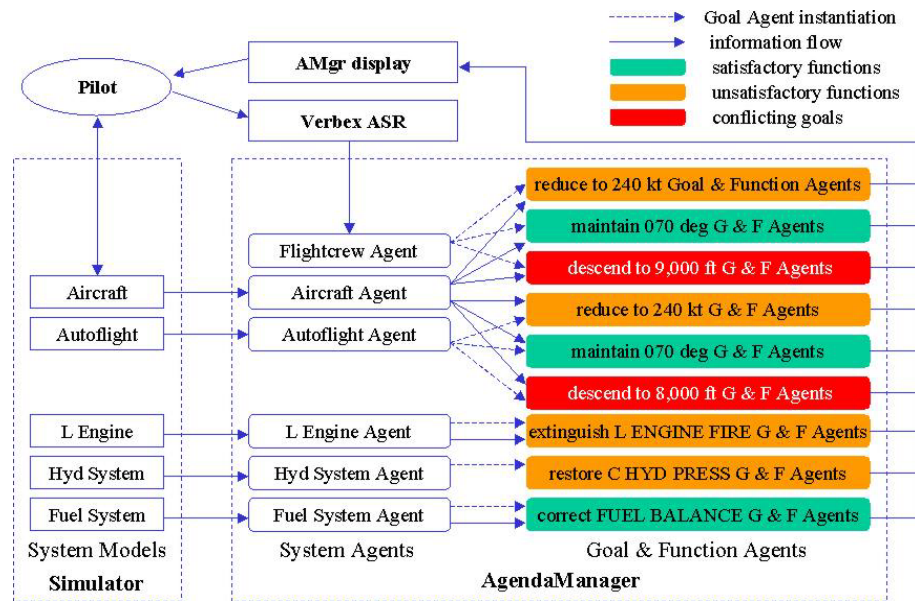 Goal Agent instantiation
information flow
satisfactory functions
unsatisfactory functions
conflicting goals
AMgr display
Pilot
Verbex ASR
reduce to 240 kt Goal & Function Agents
maintain 070 deg G & F Agents
Flightcrew Agent
descend to 9,000 ft G & F Agents
Aircraft
Aircraft Agent
reduce to 240 kt G & F Agents
Autoflight
Autoflight Agent
maintain 070 deg G & F Agents
descend to 8,000 ft G & F Agents
L Engine
L Engine Agent
extinguish L ENGINE FIRE G & F Agents
Hyd System
Hyd System Agent
restore C HYD PRESS G & F Agents
Fuel System
Fuel System Agent
correct FUEL BALANCE G & F Agents
System Models
System Agents
Goal & Function Agents
Simulator
AgendaManager